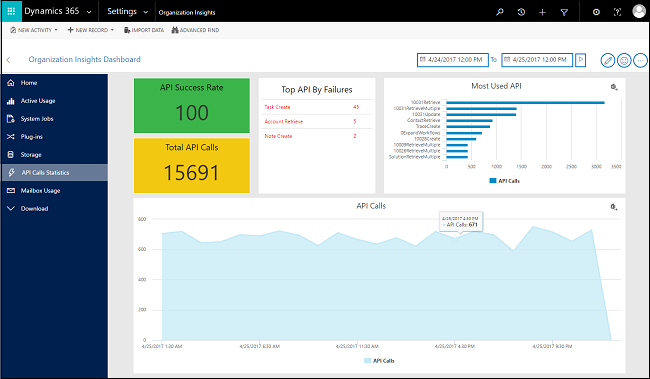 Dynamics 365 Settings Organization Insights
NEW ACTIVITY NEW RECORD IMPORT DATA ADVANCED FIND
Organization Insights Dashboard 4/24/2017 12:00 PM To 4/25/2017 12:00 PM
Home
Active Usage
System Jobs
Plug-ins
Storage
API Calls Statistics
Mailbox Usage
Download
API Success Rate
100
Total API Calls
15691
Top API By Failures
Task Create 43
Account Retrieve 5
Note Create 2
Most Used API
10031Retrieve
10031RetrieveMultiple
10031Update
ContactRetrieve
TraceCreate
0ExpandWorkflows
10028Create
10009RetrieveMultiple
10026RetrieveMultiple
SolutionRetrieveMultiple
0 500 1000 1500 2000 2500 3000 3500
API Calls
API Calls
800
600
400
200
0
4/25/2017 4:30 PM
API Calls: 671
4/25/2017 1:30 AM 4/25/2017 6:30 AM 4/25/2017 11:30 AM 4/25/2017 4:30 PM 4/25/2017 9:30 PM
API Calls